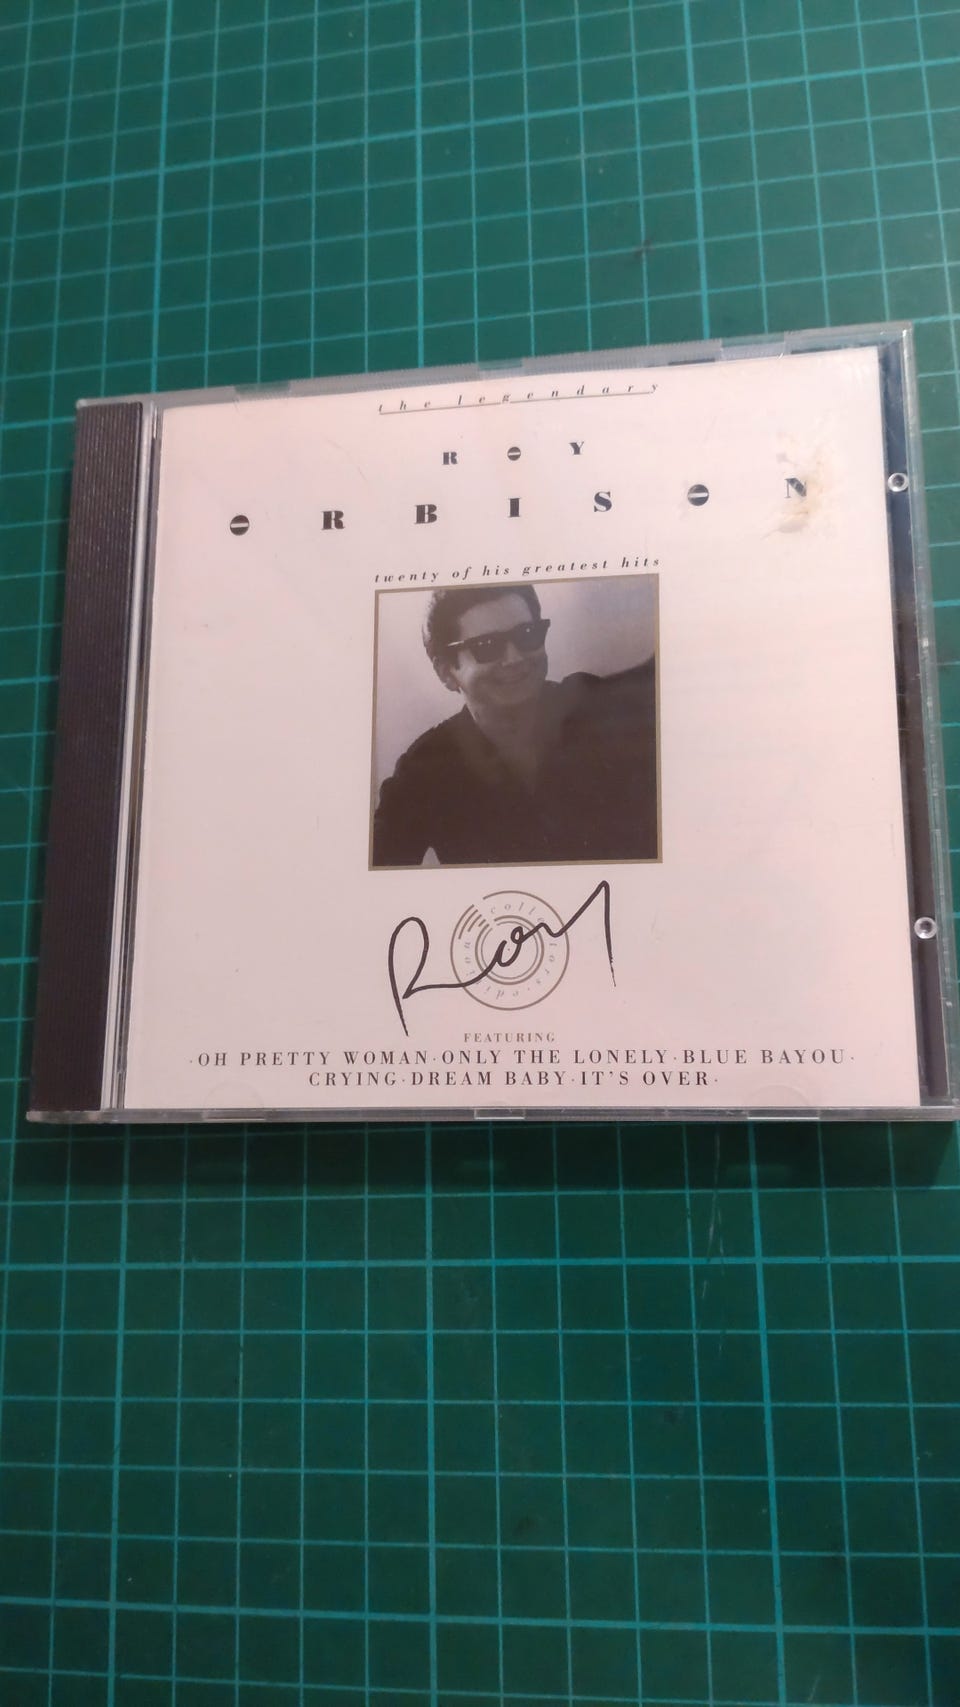 the legendary
ROY
ORBISON
twenty of his greatest hits
Roy
collectors·edition
FEATURING
·OH PRETTY WOMAN·ONLY THE LONELY·BLUE BAYOU·
CRYING·DREAM BABY·IT'S OVER·